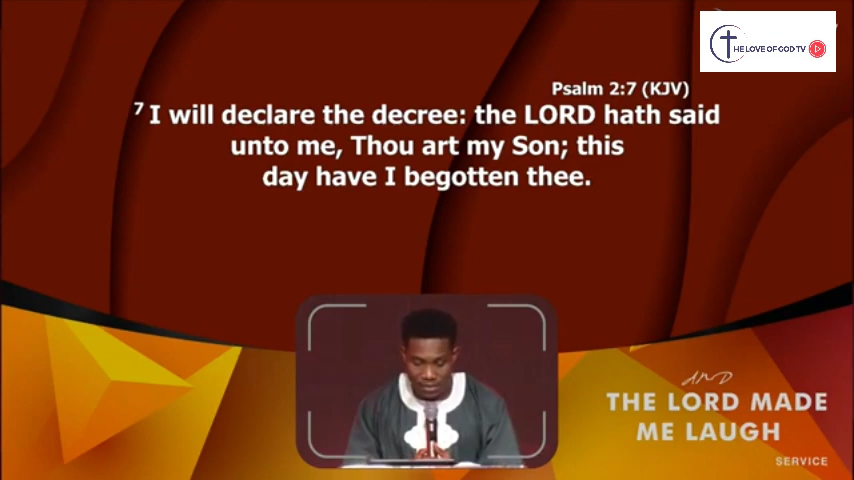 THE LOVE OF GOD TV
Psalm 2:7 (KJV)
7 I will declare the decree: the LORD hath said
unto me, Thou art my Son; this
day have I begotten thee.
AND
THE LORD MADE
ME LAUGH
SERVICE